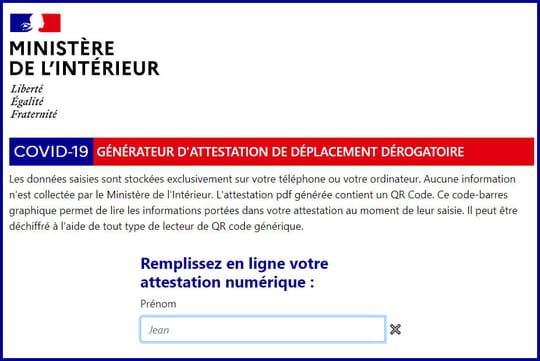 MINISTÈRE
DE L'INTÉRIEUR
Liberté
Égalité
Fraternité
COVID-19 GÉNÉRATEUR D'ATTESTATION DE DÉPLACEMENT DÉROGATOIRE
Les données saisies sont stockées exclusivement sur votre téléphone ou votre ordinateur. Aucune information
n'est collectée par le Ministère de l'Intérieur. L'attestation pdf générée contient un QR Code. Ce code-barres
graphique permet de lire les informations portées dans votre attestation au moment de leur saisie. Il peut être
déchiffré à l'aide de tout type de lecteur de QR code générique.
Remplissez en ligne votre
attestation numérique :
Prénom
Jean